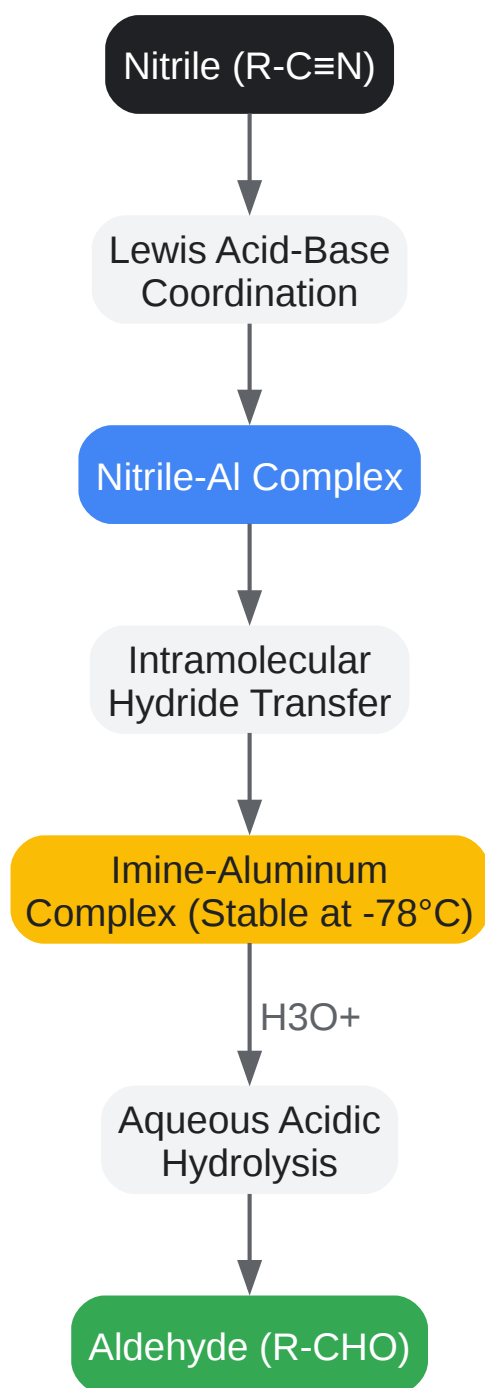 Nitrile (R-C≡N)
Lewis Acid-Base
Coordination
Nitrile-Al Complex
Intramolecular
Hydride Transfer
Imine-Aluminum
Complex (Stable at -78°C)
H3O+
Aqueous Acidic
Hydrolysis
Aldehyde (R-CHO)